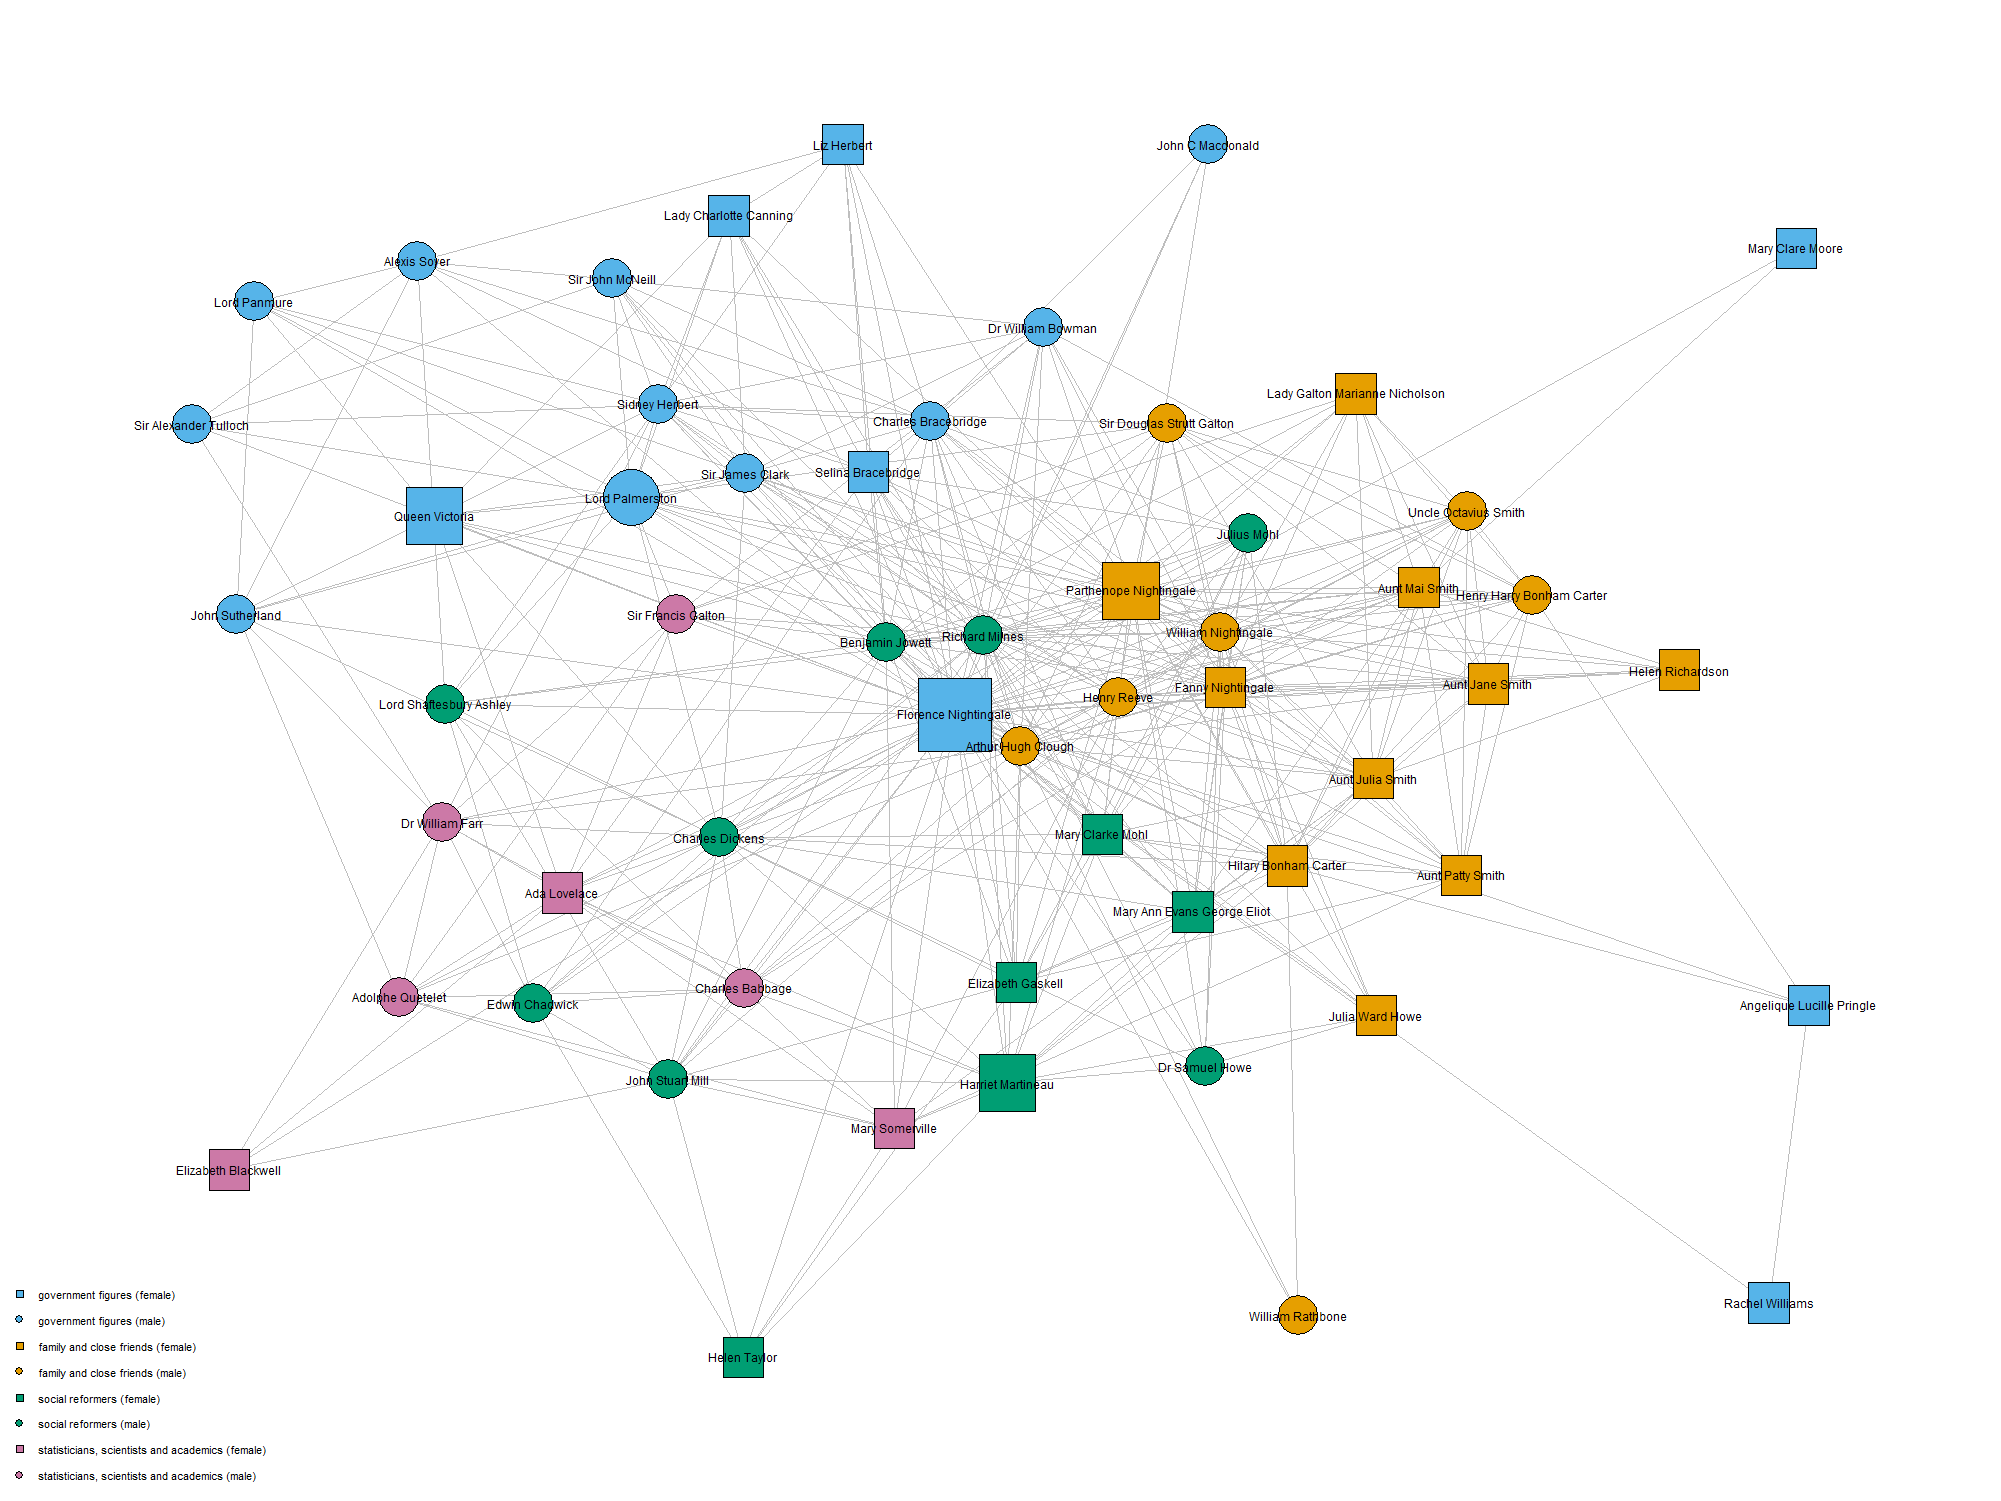 Liz Herbert
John C Macdonald
Lady Charlotte Canning
Mary Clare Moore
Alexis Soyer
Sir John McNeill
Lord Panmure
Dr William Bowman
Lady Galton Marianne Nicholson
Sidney Herbert
Charles Bracebridge
Sir Douglas Strutt Galton
Sir Alexander Tulloch
Sir James Clark
Selina Bracebridge
Lord Palmerston
Uncle Octavius Smith
Queen Victoria
Julius Mohl
Parthenope Nightingale
Aunt Mai Smith
Henry Harry Bonham Carter
John Sutherland
Sir Francis Galton
William Nightingale
Richard Milnes
Benjamin Jowett
Helen Richardson
Aunt Jane Smith
Fanny Nightingale
Henry Reeve
Lord Shaftesbury Ashley
Florence Nightingale
Arthur Hugh Clough
Aunt Julia Smith
Dr William Farr
Mary Clarke Mohl
Charles Dickens
Hilary Bonham Carter
Aunt Patty Smith
Ada Lovelace
Mary Ann Evans George Eliot
Elizabeth Gaskell
Charles Babbage
Adolphe Quetelet
Edwin Chadwick
Angelique Lucille Pringle
Julia Ward Howe
Dr Samuel Howe
John Stuart Mill
Harriet Martineau
Mary Somerville
Elizabeth Blackwell
Rachel Williams
William Rathbone
Helen Taylor
government figures (female)
government figures (male)
family and close friends (female)
family and close friends (male)
social reformers (female)
social reformers (male)
statisticians, scientists and academics (female)
statisticians, scientists and academics (male)